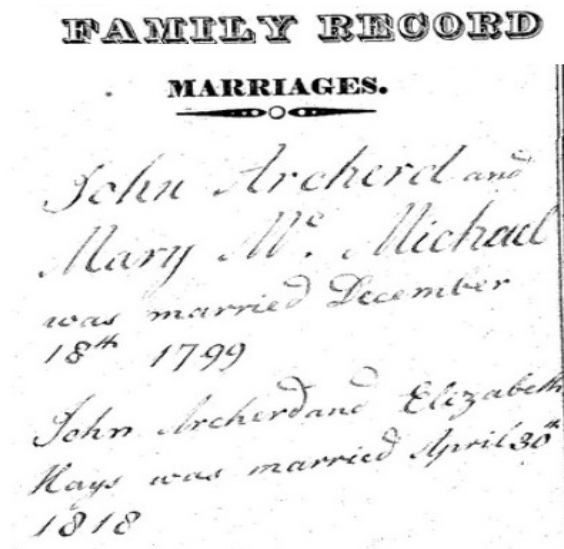 FAMILY RECORD
MARRIAGES.
John Archerd and
Mary Mc. Michael
was married December
18th 1799
John Archerd and Elizabeth
Hays was married April 30th
1818